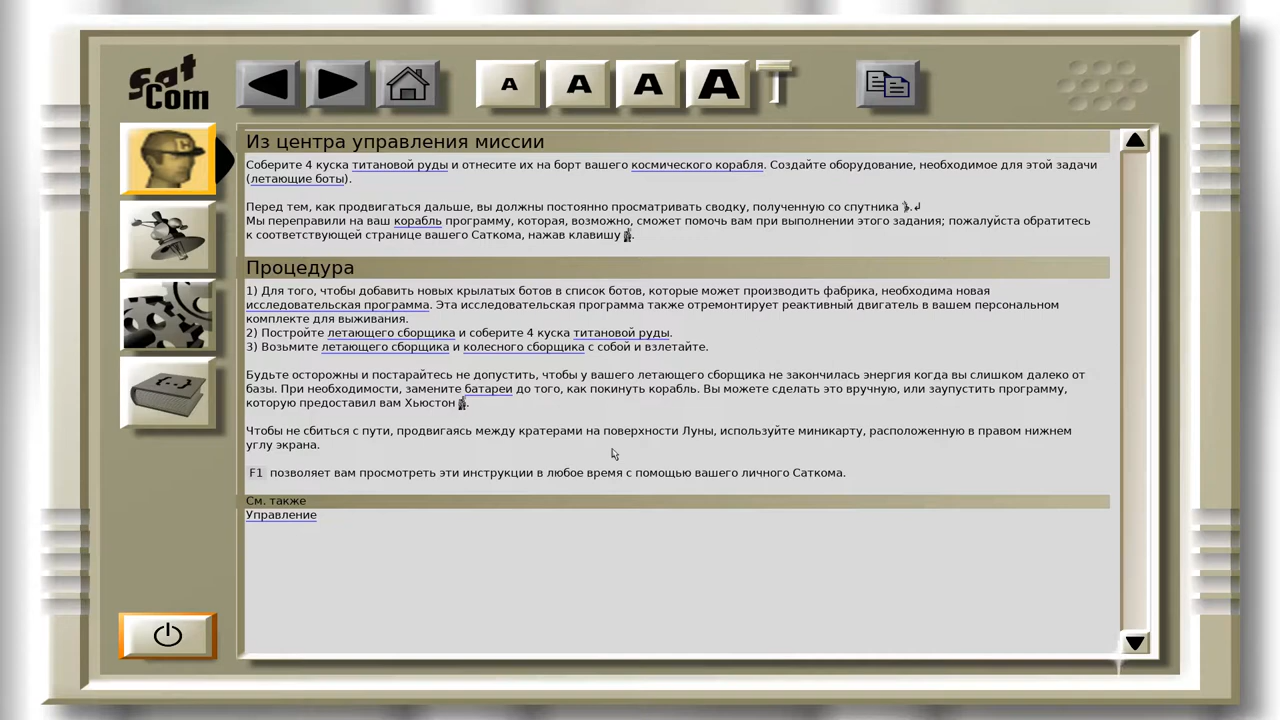 Sat
Com
A A A A T
Из центра управления миссии
Соберите 4 куска титановой руды и отнесите их на борт вашего космического корабля. Создайте оборудование, необходимое для этой задачи
(летающие боты).
Перед тем, как продвигаться дальше, вы должны постоянно просматривать сводку, полученную со спутника .
Мы переправили на ваш корабль программу, которая, возможно, сможет помочь вам при выполнении этого задания; пожалуйста обратитесь
к соответствующей странице вашего Саткома, нажав клавишу .
Процедура
1) Для того, чтобы добавить новых крылатых ботов в список ботов, которые может производить фабрика, необходима новая
исследовательская программа. Эта исследовательская программа также отремонтирует реактивный двигатель в вашем персональном
комплекте для выживания.
2) Постройте летающего сборщика и соберите 4 куска титановой руды.
3) Возьмите летающего сборщика и колесного сборщика с собой и взлетайте.
Будьте осторожны и постарайтесь не допустить, чтобы у вашего летающего сборщика не закончилась энергия когда вы слишком далеко от
базы. При необходимости, замените батареи до того, как покинуть корабль. Вы можете сделать это вручную, или заупустить программу,
которую предоставил вам Хьюстон .
Чтобы не сбиться с пути, продвигаясь между кратерами на поверхности Луны, используйте миникарту, расположенную в правом нижнем
углу экрана.
F1 позволяет вам просмотреть эти инструкции в любое время с помощью вашего личного Саткома.
См. также
Управление